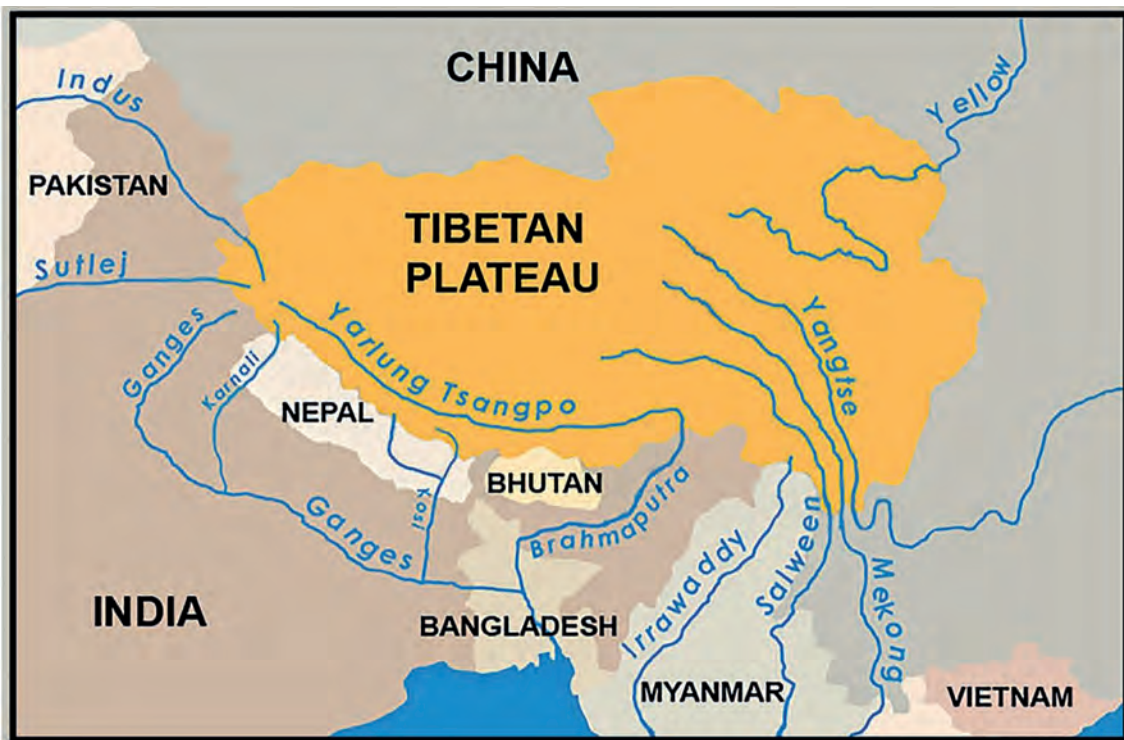 CHINA
Indus
Yellow
PAKISTAN
TIBETAN
PLATEAU
Sutlej
Ganges
Karnali
Yarlung Tsangpo
Yangtse
NEPAL
BHUTAN
Kosi
Ganges
Brahmaputra
Irrawaddy
Salween
Mekong
INDIA
BANGLADESH
MYANMAR
VIETNAM